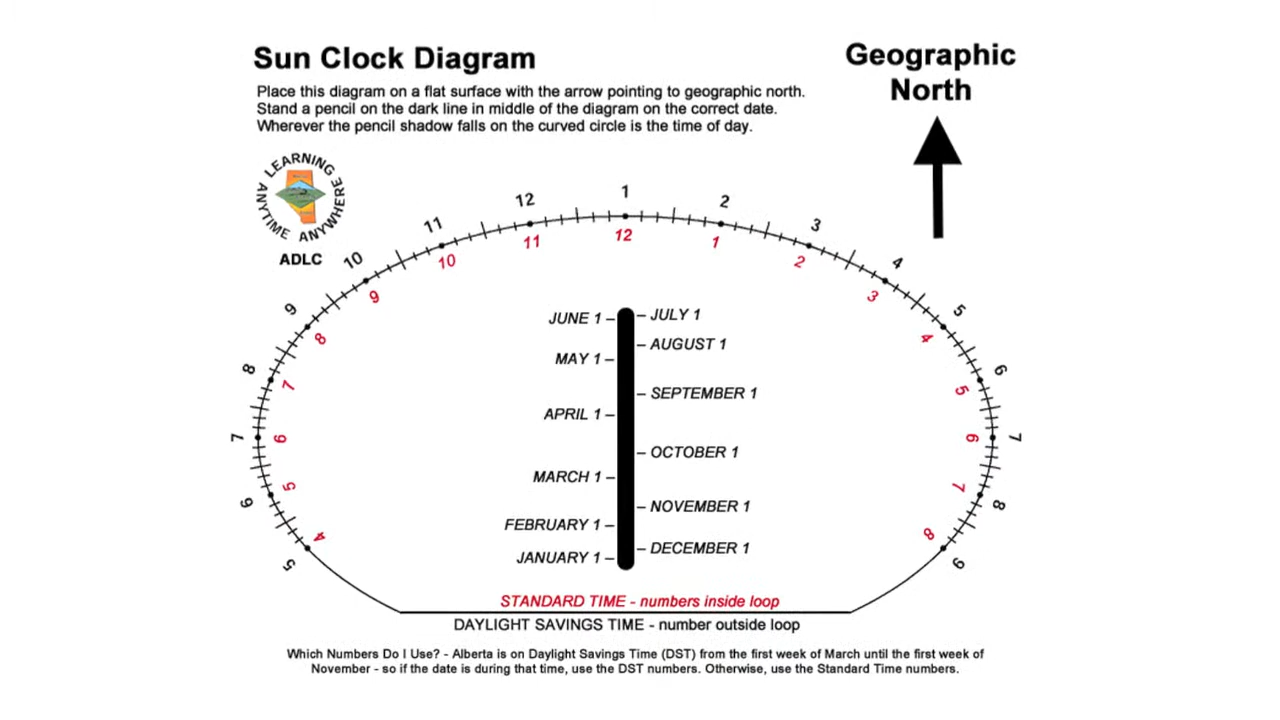 Sun Clock Diagram
Geographic
North
Place this diagram on a flat surface with the arrow pointing to geographic north.
Stand a pencil on the dark line in middle of the diagram on the correct date.
Wherever the pencil shadow falls on the curved circle is the time of day.
LEARNING
ANYTIME ANYWHERE
ADLC
5 6 7 8 9 10 11 12 1 2 3 4 5 6 7 8 9
4 5 6 7 8 9 10 11 12 1 2 3 4 5 6 7 8
JUNE 1 – – JULY 1
– AUGUST 1
MAY 1 –
– SEPTEMBER 1
APRIL 1 –
– OCTOBER 1
MARCH 1 –
– NOVEMBER 1
FEBRUARY 1 –
– DECEMBER 1
JANUARY 1 –
STANDARD TIME - numbers inside loop
DAYLIGHT SAVINGS TIME - number outside loop
Which Numbers Do I Use? - Alberta is on Daylight Savings Time (DST) from the first week of March until the first week of
November - so if the date is during that time, use the DST numbers. Otherwise, use the Standard Time numbers.